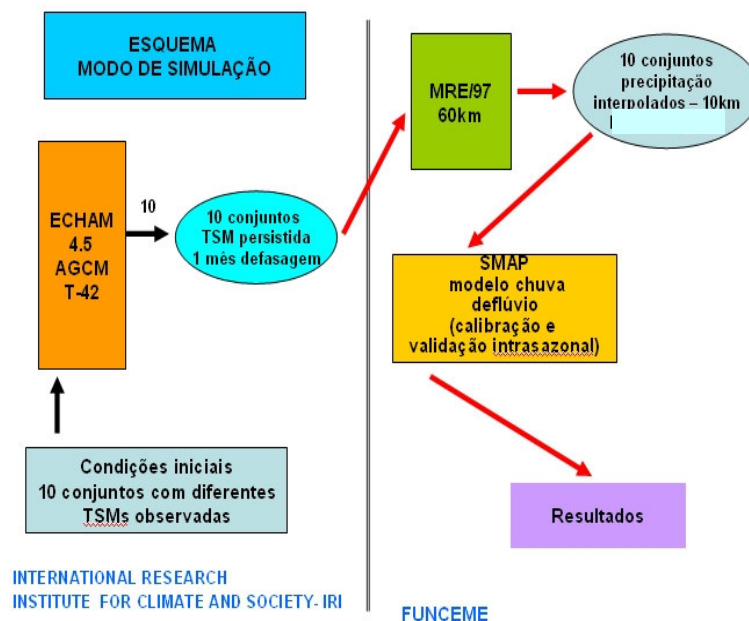 ESQUEMA
MODO DE SIMULAÇÃO
ECHAM
4.5
AGCM
T-42
10
10 conjuntos
TSM persistida
1 mês defasagem
Condições iniciais
10 conjuntos com diferentes
TSMs observadas
INTERNATIONAL RESEARCH
INSTITUTE FOR CLIMATE AND SOCIETY- IRI
MRE/97
60km
10 conjuntos
precipitação
interpolados – 10km
SMAP
modelo chuva
deflúvio
(calibração e
validação intrasazonal)
Resultados
FUNCEME